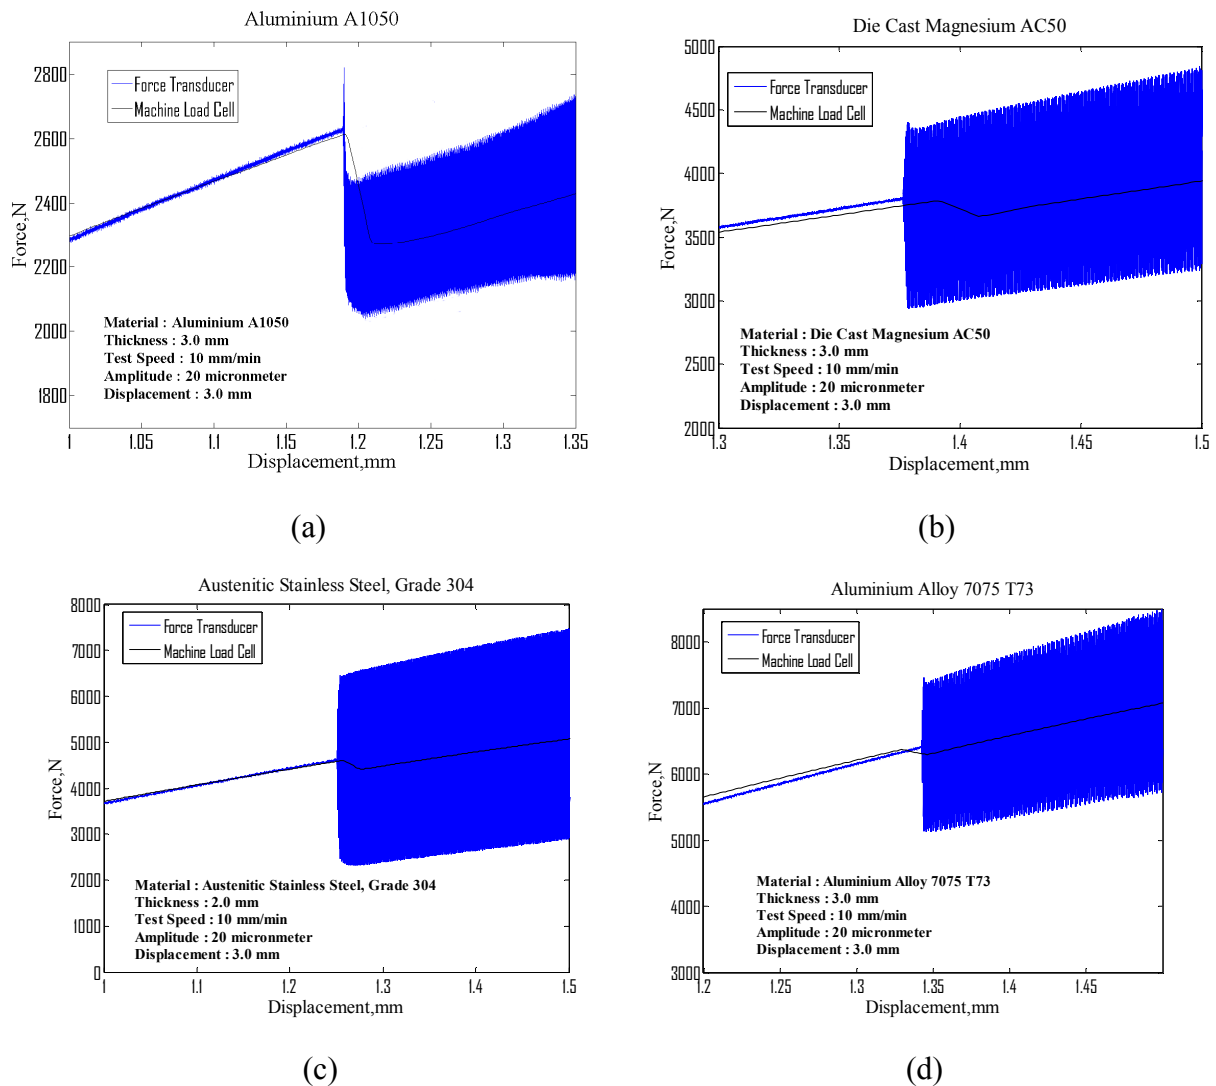 Aluminium A1050
Force Transducer
Machine Load Cell
2800
2600
2400
2200
2000
1800
Force,N
Material : Aluminium A1050
Thickness : 3.0 mm
Test Speed : 10 mm/min
Amplitude : 20 micronmeter
Displacement : 3.0 mm
1 1.05 1.1 1.15 1.2 1.25 1.3 1.35
Displacement,mm
(a)
Die Cast Magnesium AC50
Force Transducer
Machine Load Cell
5000
4500
4000
3500
3000
2500
2000
Force,N
Material : Die Cast Magnesium AC50
Thickness : 3.0 mm
Test Speed : 10 mm/min
Amplitude : 20 micronmeter
Displacement : 3.0 mm
1.3 1.35 1.4 1.45 1.5
Displacement,mm
(b)
Austenitic Stainless Steel, Grade 304
Force Transducer
Machine Load Cell
8000
7000
6000
5000
4000
3000
2000
1000
0
Force,N
Material : Austenitic Stainless Steel, Grade 304
Thickness : 2.0 mm
Test Speed : 10 mm/min
Amplitude : 20 micronmeter
Displacement : 3.0 mm
1 1.1 1.2 1.3 1.4 1.5
Displacement,mm
(c)
Aluminium Alloy 7075 T73
Force Transducer
Machine Load Cell
8000
7000
6000
5000
4000
3000
Force,N
Material : Aluminium Alloy 7075 T73
Thickness : 3.0 mm
Test Speed : 10 mm/min
Amplitude : 20 micronmeter
Displacement : 3.0 mm
1.2 1.25 1.3 1.35 1.4 1.45
Displacement,mm
(d)